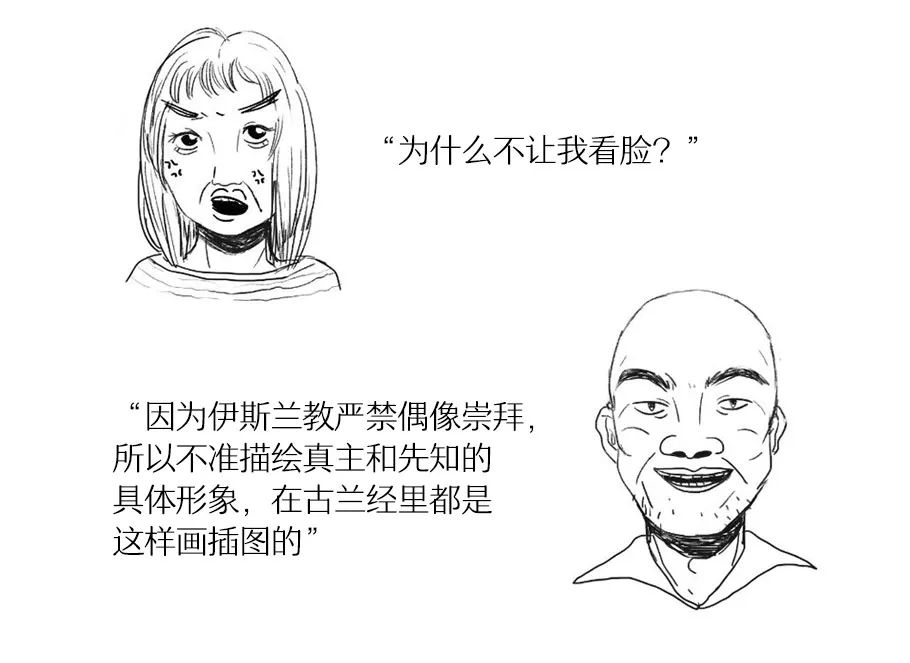 “为什么不让我看脸？”
“因为伊斯兰教严禁偶像崇拜，
所以不准描绘真主和先知的
具体形象，在古兰经里都是
这样画插图的”